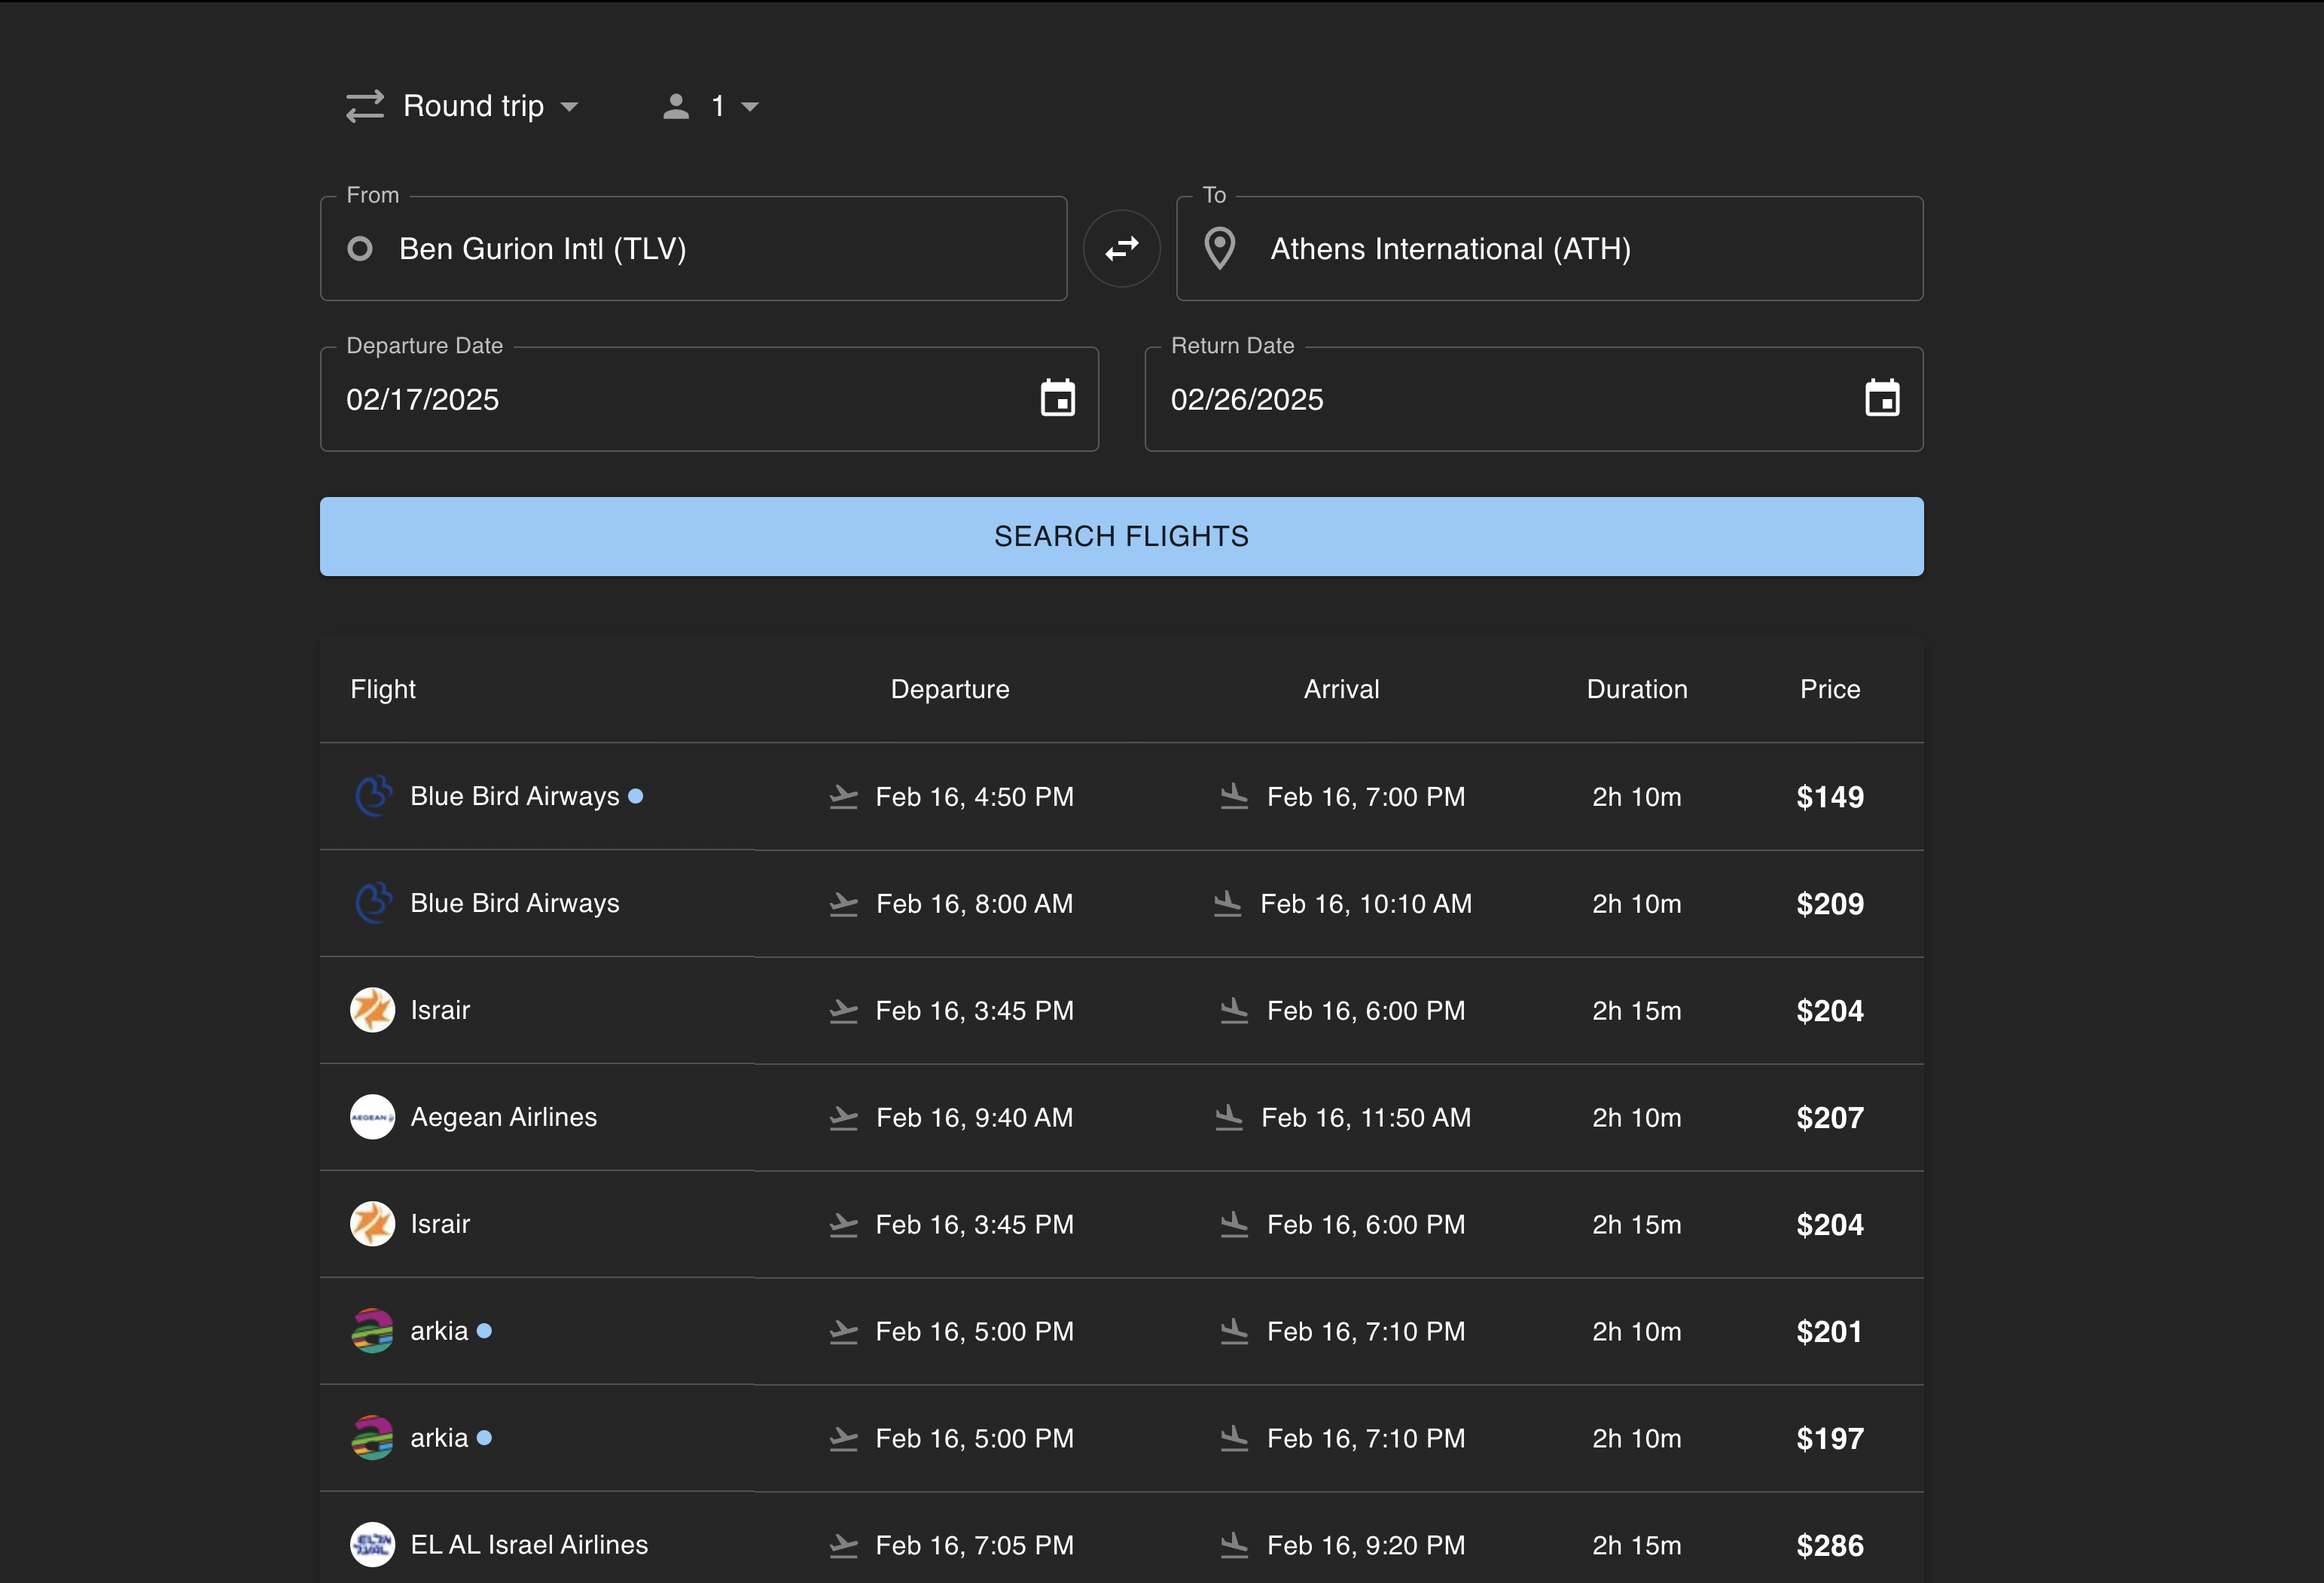 Round trip 1
From To
Ben Gurion Intl (TLV) Athens International (ATH)
Departure Date Return Date
02/17/2025 02/26/2025
SEARCH FLIGHTS
Flight Departure Arrival Duration Price
Blue Bird Airways Feb 16, 4:50 PM Feb 16, 7:00 PM 2h 10m $149
Blue Bird Airways Feb 16, 8:00 AM Feb 16, 10:10 AM 2h 10m $209
Israir Feb 16, 3:45 PM Feb 16, 6:00 PM 2h 15m $204
AEGEAN Aegean Airlines Feb 16, 9:40 AM Feb 16, 11:50 AM 2h 10m $207
Israir Feb 16, 3:45 PM Feb 16, 6:00 PM 2h 15m $204
arkia Feb 16, 5:00 PM Feb 16, 7:10 PM 2h 10m $201
arkia Feb 16, 5:00 PM Feb 16, 7:10 PM 2h 10m $197
EL AL Israel Airlines Feb 16, 7:05 PM Feb 16, 9:20 PM 2h 15m $286